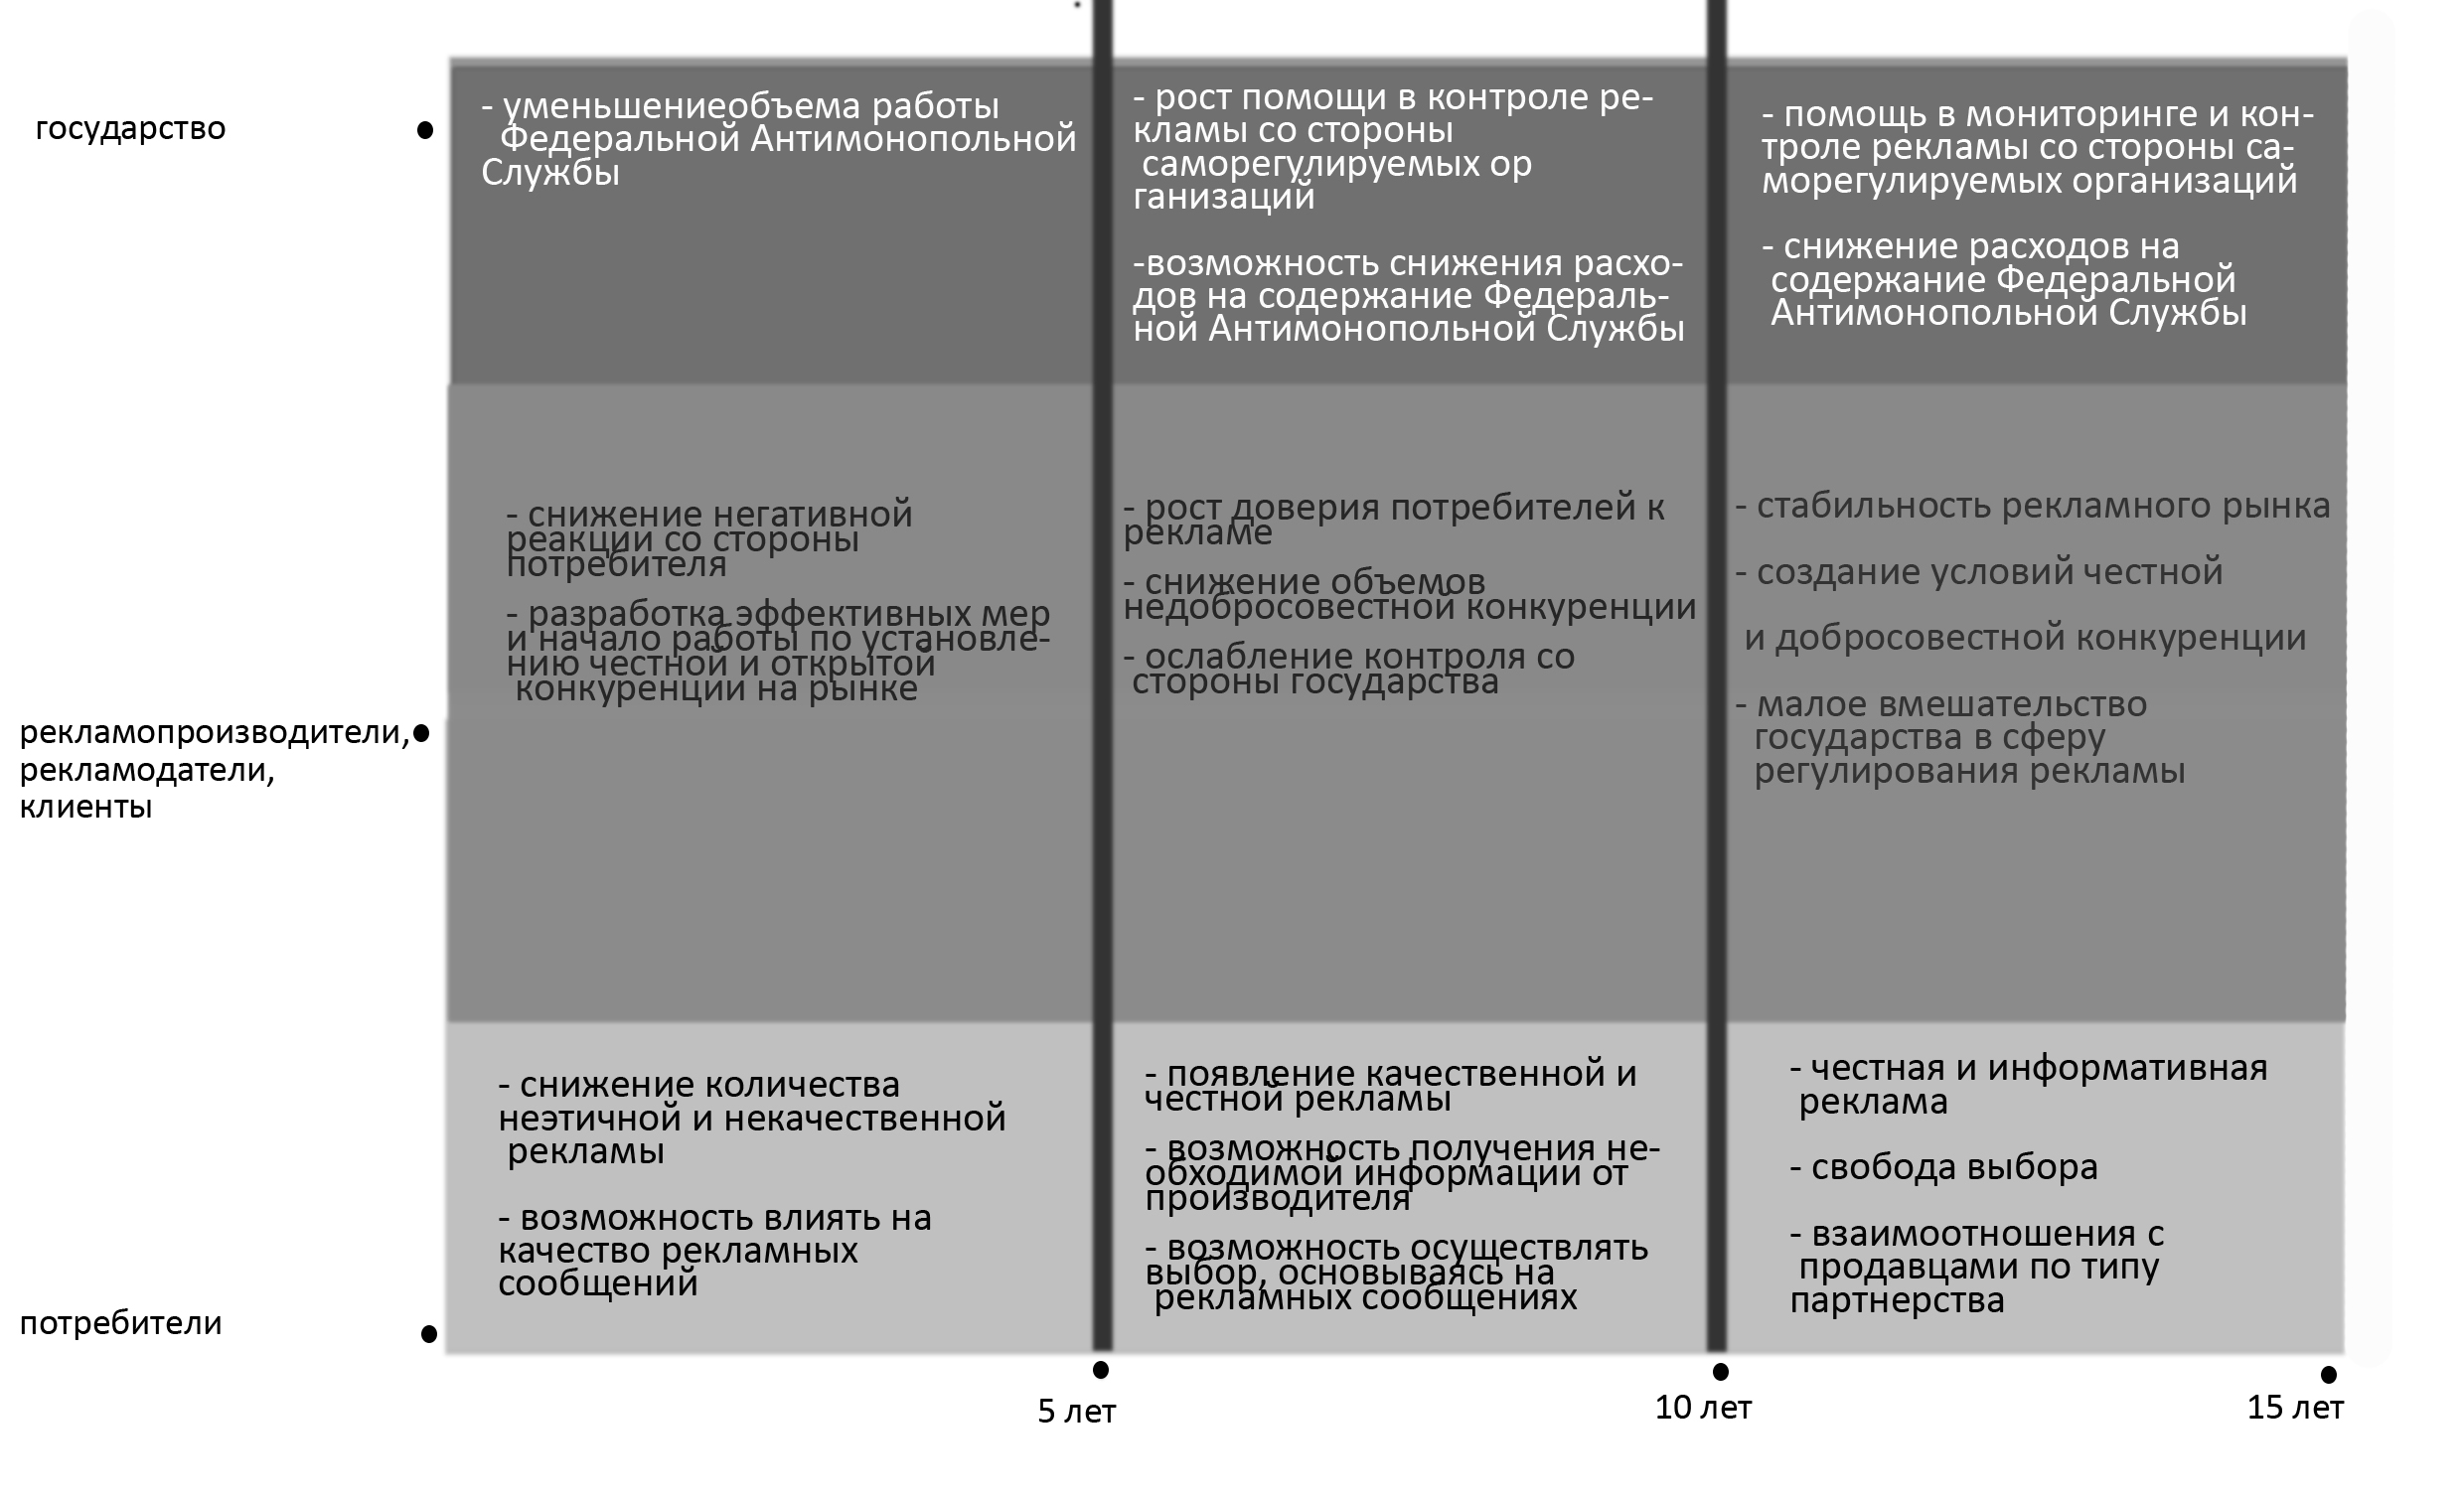 государство
- уменьшениеобъема работы
Федеральной Антимонопольной
Службы
- рост помощи в контроле ре-
кламы со стороны
саморегулируемых ор
ганизаций
-возможность снижения расхо-
дов на содержание Федераль-
ной Антимонопольной Службы
- помощь в мониторинге и кон-
троле рекламы со стороны са-
морегулируемых организаций
- снижение расходов на
содержание Федеральной
Антимонопольной Службы
рекламопроизводители,
рекламодатели,
клиенты
- снижение негативной
реакции со стороны
потребителя
- разработка эффективных мер
и начало работы по установле-
нию честной и открытой
конкуренции на рынке
- рост доверия потребителей к
рекламе
- снижение объемов
недобросовестной конкуренции
- ослабление контроля со
стороны государства
- стабильность рекламного рынка
- создание условий честной
и добросовестной конкуренции
- малое вмешательство
государства в сферу
регулирования рекламы
потребители
- снижение количества
неэтичной и некачественной
рекламы
- возможность влиять на
качество рекламных
сообщений
- появление качественной и
честной рекламы
- возможность получения не-
обходимой информации от
производителя
- возможность осуществлять
выбор, основываясь на
рекламных сообщениях
- честная и информативная
реклама
- свобода выбора
- взаимоотношения с
продавцами по типу
партнерства
5 лет
10 лет
15 лет